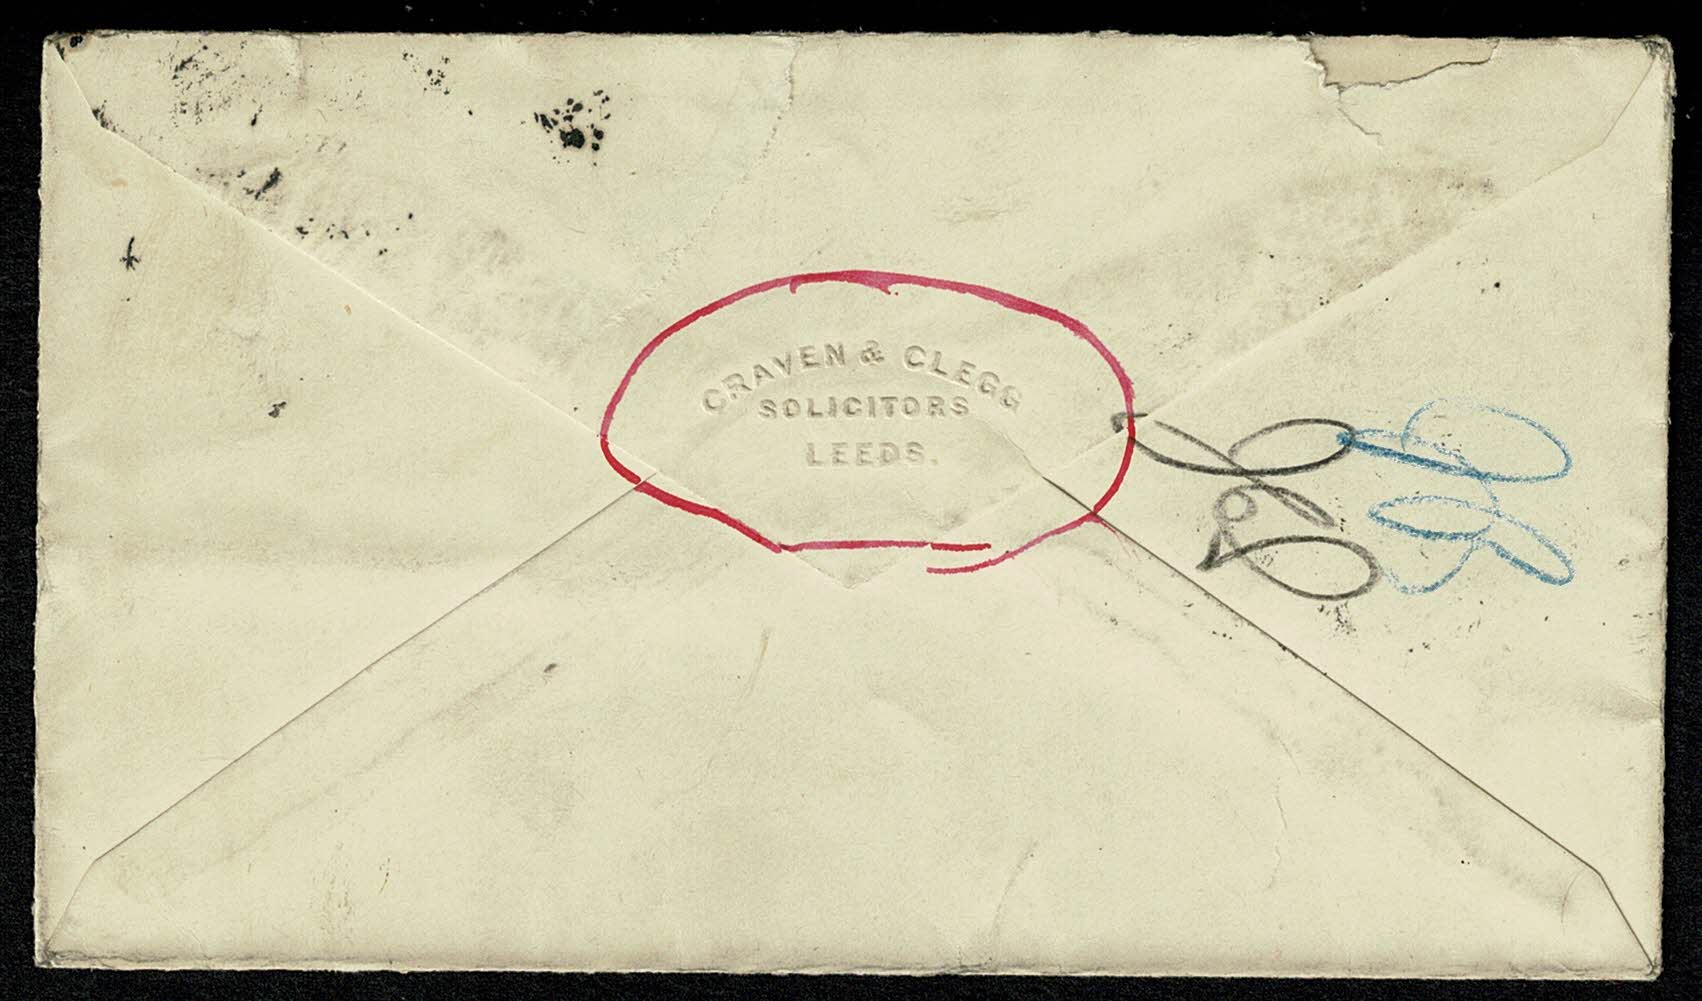 CRAVEN & CLEGG
SOLICITORS
LEEDS.